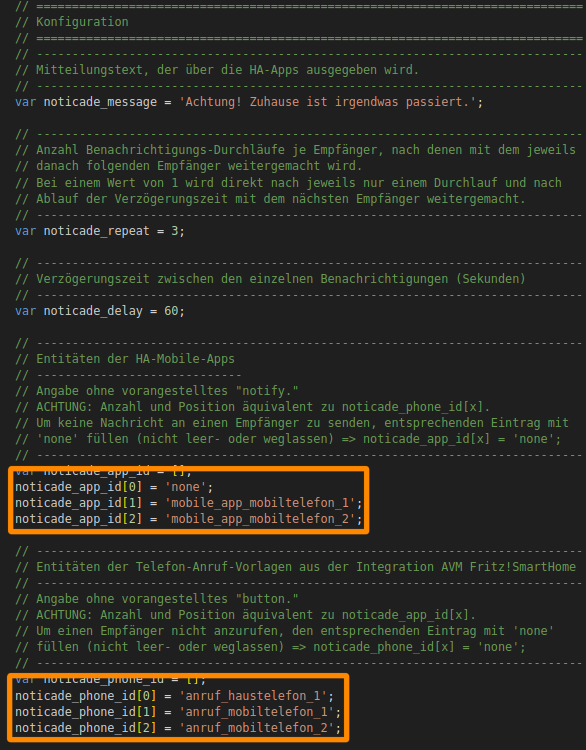 // =============================================================================
// Konfiguration
// =============================================================================
// -----------------------------------------------------------------------------
// Mitteilungstext, der über die HA-Apps ausgegeben wird.
// -----------------------------------------------------------------------------
var noticade_message = 'Achtung! Zuhause ist irgendwas passiert.';
// -----------------------------------------------------------------------------
// Anzahl Benachrichtigungs-Durchläufe je Empfänger, nach denen mit dem jeweils
// danach folgenden Empfänger weitergemacht wird.
// Bei einem Wert von 1 wird direkt nach jeweils nur einem Durchlauf und nach
// Ablauf der Verzögerungszeit mit dem nächsten Empfänger weitergemacht.
// -----------------------------------------------------------------------------
var noticade_repeat = 3;
// -----------------------------------------------------------------------------
// Verzögerungszeit zwischen den einzelnen Benachrichtigungen (Sekunden)
// -----------------------------------------------------------------------------
var noticade_delay = 60;
// -----------------------------------------------------------------------------
// Entitäten der HA-Mobile-Apps
// -----------------------------
// Angabe ohne vorangestelltes "notify."
// ACHTUNG: Anzahl und Position äquivalent zu noticade_phone_id[x].
// Um keine Nachricht an einen Empfänger zu senden, entsprechenden Eintrag mit
// 'none' füllen (nicht leer- oder weglassen) => noticade_app_id[x] = 'none';
// -----------------------------------------------------------------------------
var noticade_app_id = [];
noticade_app_id[0] = 'none';
noticade_app_id[1] = 'mobile_app_mobiltelefon_1';
noticade_app_id[2] = 'mobile_app_mobiltelefon_2';
// -----------------------------------------------------------------------------
// Entitäten der Telefon-Anruf-Vorlagen aus der Integration AVM Fritz!SmartHome
// -----------------------------------------------------------------------------
// Angabe ohne vorangestelltes "button."
// ACHTUNG: Anzahl und Position äquivalent zu noticade_app_id[x].
// Um einen Empfänger nicht anzurufen, den entsprechenden Eintrag mit 'none'
// füllen (nicht leer- oder weglassen) => noticade_phone_id[x] = 'none';
// -----------------------------------------------------------------------------
var noticade_phone_id = [];
noticade_phone_id[0] = 'anruf_haustelefon_1';
noticade_phone_id[1] = 'anruf_mobiltelefon_1';
noticade_phone_id[2] = 'anruf_mobiltelefon_2';